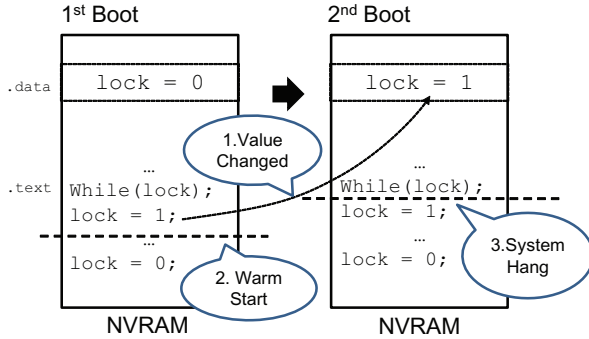 1st Boot
2nd Boot
.data
lock = 0
lock = 1
1.Value
Changed
.text
…
While(lock);
lock = 1;
…
lock = 0;
2. Warm
Start
…
While(lock);
lock = 1;
…
lock = 0;
3.System
Hang
NVRAM
NVRAM